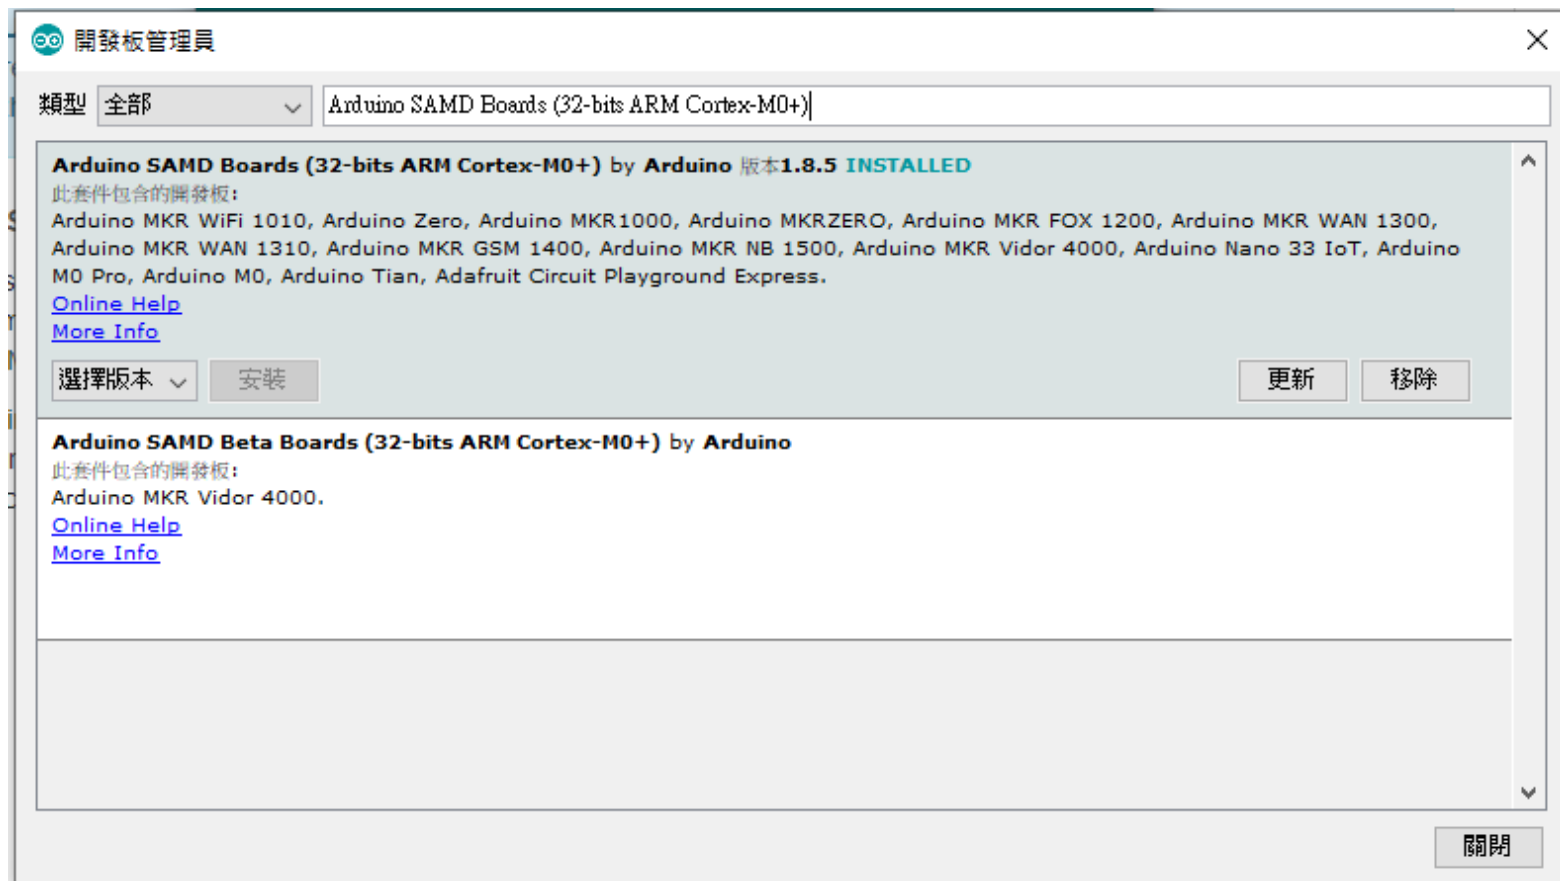 開發板管理員
類型 全部 Arduino SAMD Boards (32-bits ARM Cortex-M0+)
Arduino SAMD Boards (32-bits ARM Cortex-M0+) by Arduino 版本1.8.5 INSTALLED
此套件包含的開發板:
Arduino MKR WiFi 1010, Arduino Zero, Arduino MKR1000, Arduino MKRZERO, Arduino MKR FOX 1200, Arduino MKR WAN 1300,
Arduino MKR WAN 1310, Arduino MKR GSM 1400, Arduino MKR NB 1500, Arduino MKR Vidor 4000, Arduino Nano 33 IoT, Arduino
M0 Pro, Arduino M0, Arduino Tian, Adafruit Circuit Playground Express.
Online Help
More Info
選擇版本 安裝 更新 移除
Arduino SAMD Beta Boards (32-bits ARM Cortex-M0+) by Arduino
此套件包含的開發板:
Arduino MKR Vidor 4000.
Online Help
More Info
關閉